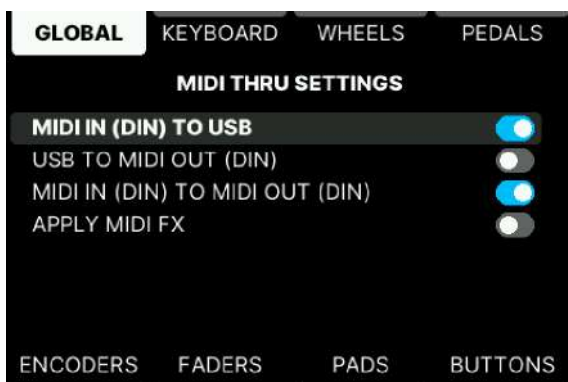 GLOBAL KEYBOARD WHEELS PEDALS
MIDI THRU SETTINGS
MIDI IN (DIN) TO USB
USB TO MIDI OUT (DIN)
MIDI IN (DIN) TO MIDI OUT (DIN)
APPLY MIDI FX
ENCODERS FADERS PADS BUTTONS